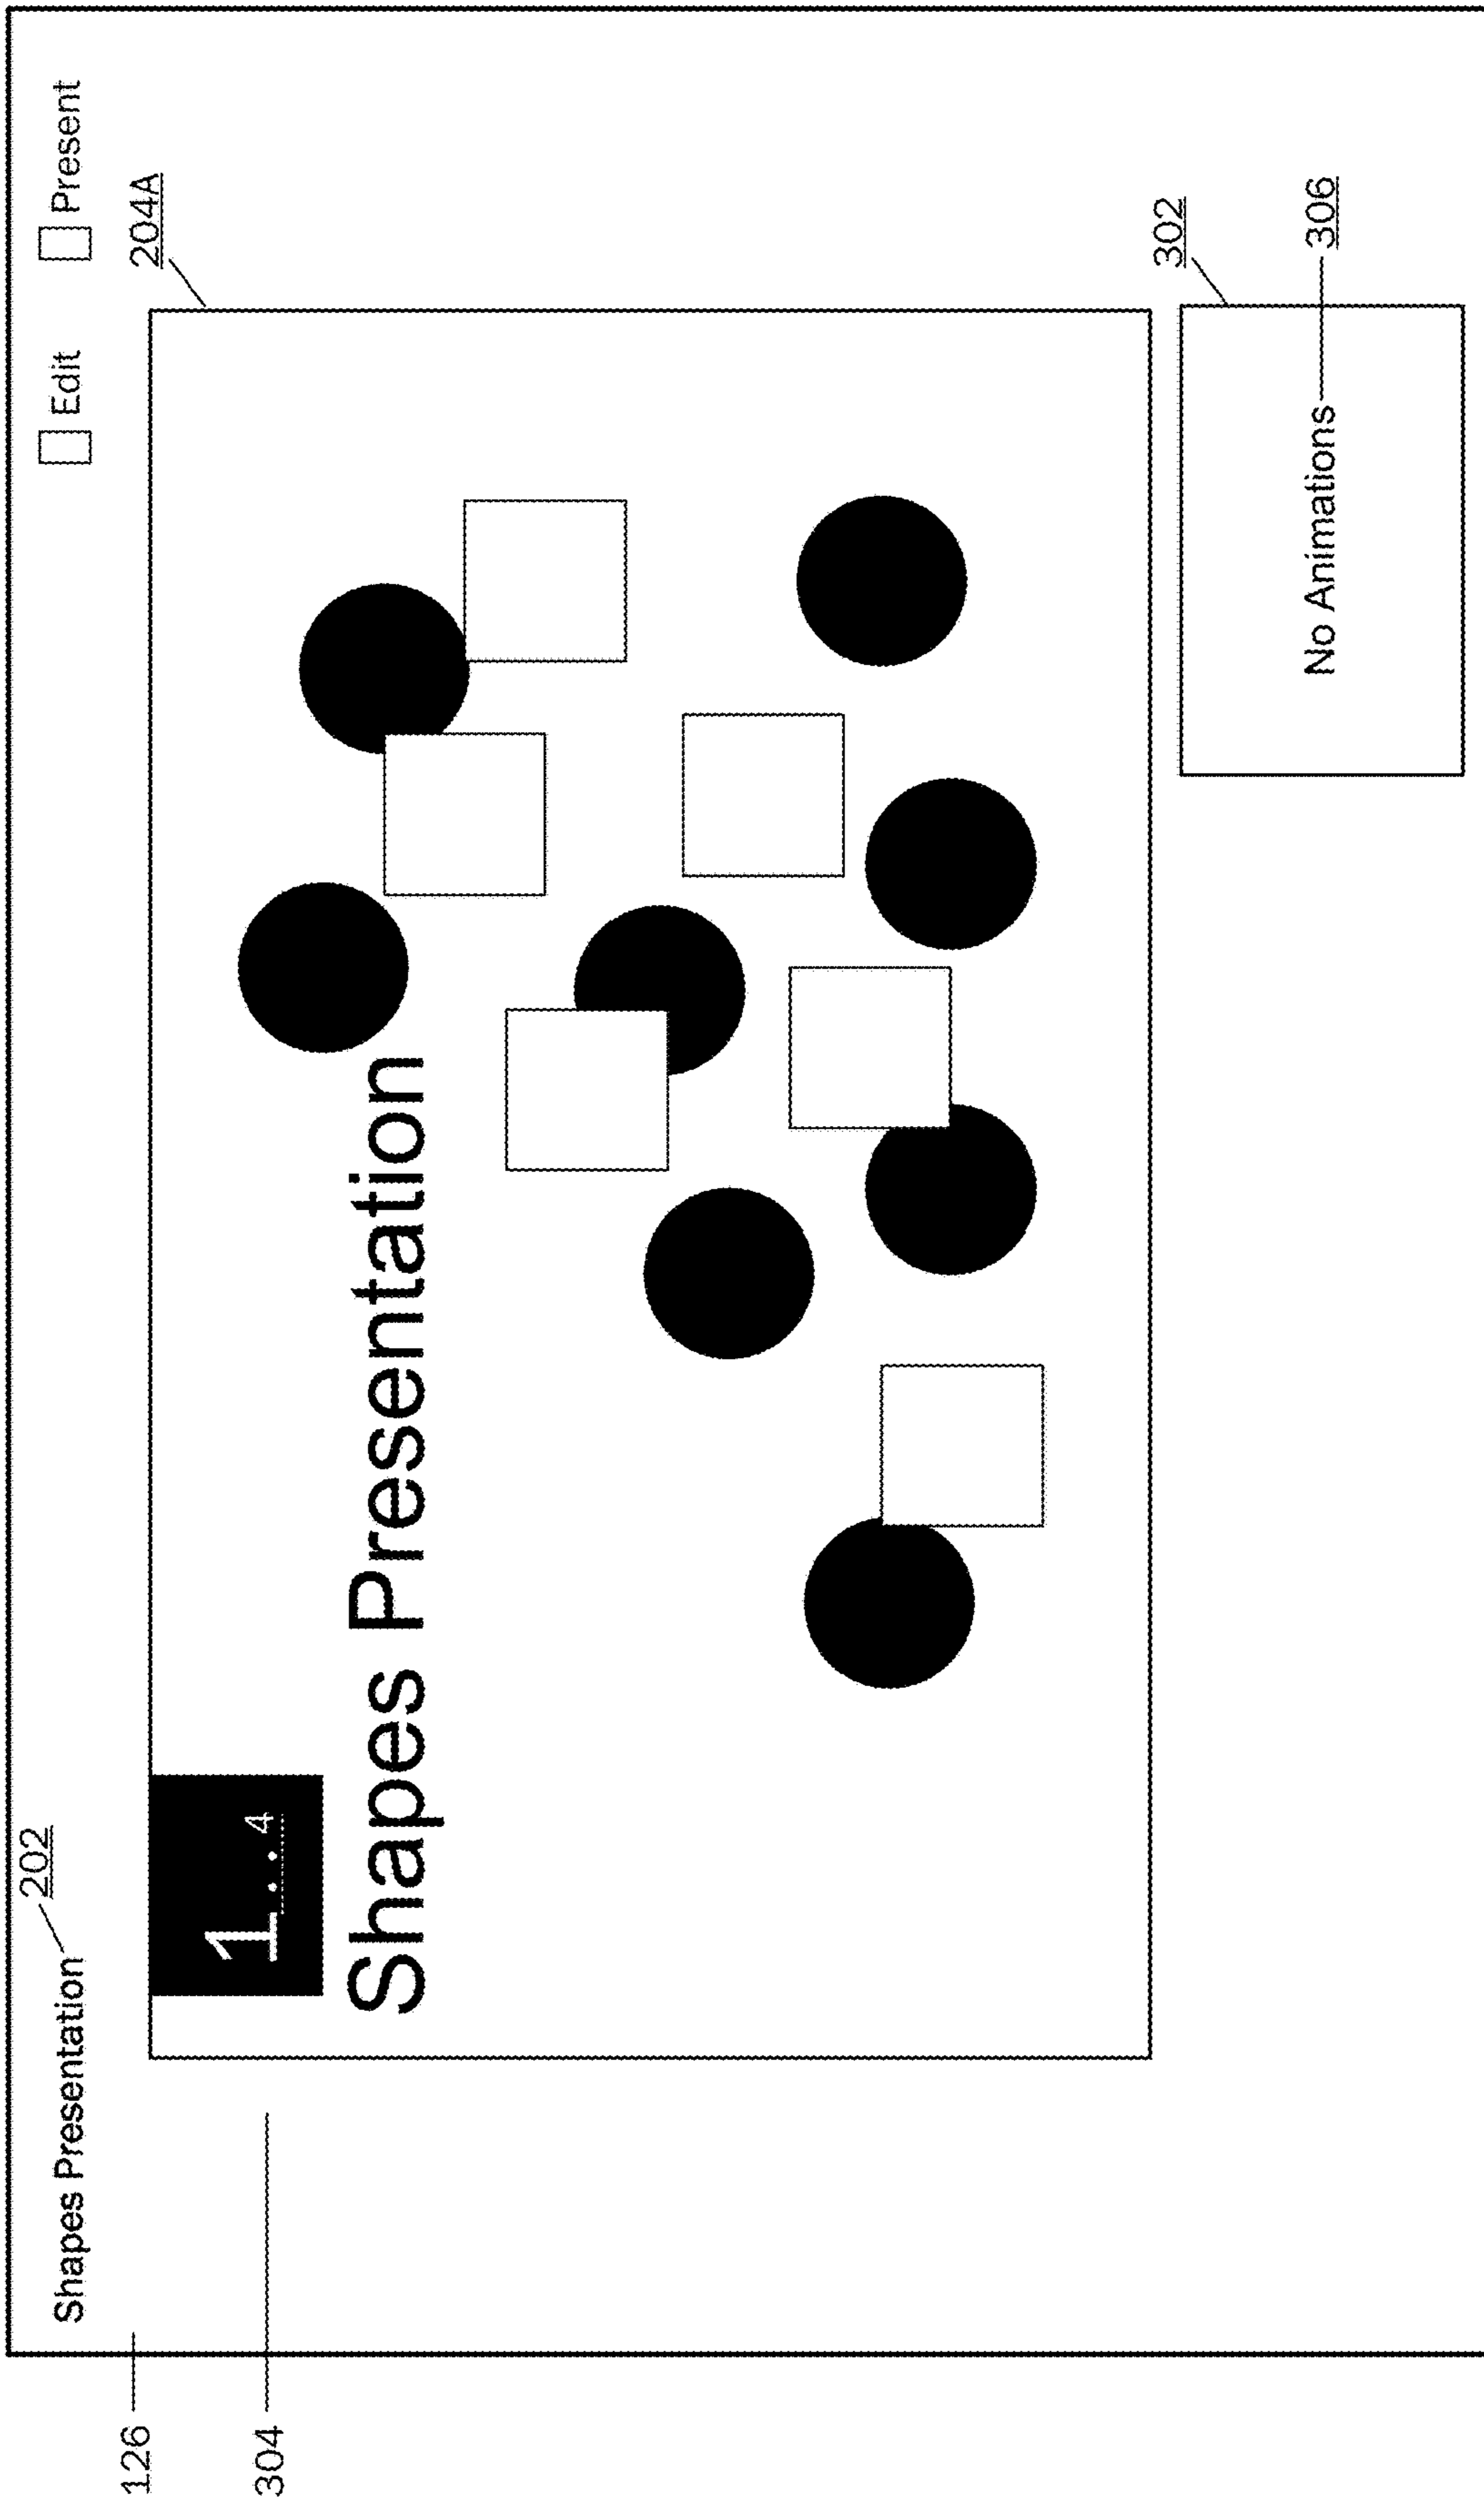 126
304
Shapes Presentation
202
Edit
Present
204A
1...4
Shapes Presentation
302
No Animations
306